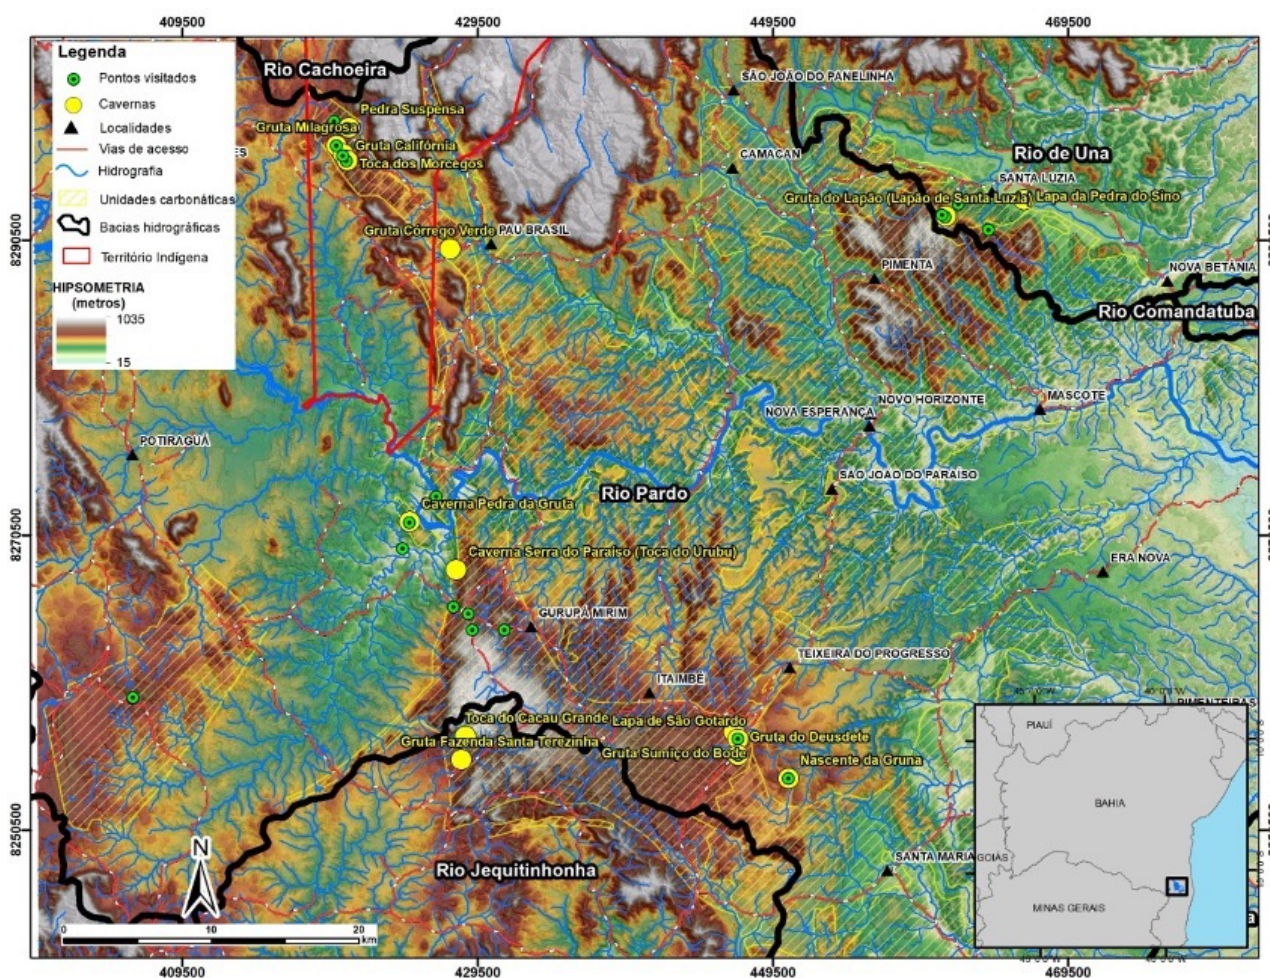 409500 429500 449500 469500
Legenda
Pontos visitados
Cavernas
Localidades
Vias de acesso
Hidrografia
Unidades carbonáticas
Bacias hidrográficas
Território Indígena
HIPSOMETRIA
(metros)
1035
15
Rio Cachoeira
SÃO JOÃO DO PANELINHA
Pedra Suspensa
Gruta Milagrosa
Gruta Califórnia
Toca dos Morcegos
CAMACAN
Rio de Una
SANTA LUZIA
Gruta do Lapão (Lapão de Santa Luzia)
Lapa da Pedra do Sino
Gruta Córrego Verde
PAU BRASIL
8290500
PIMENTA
NOVA BETÂNIA
Rio Comandatuba
NOVO HORIZONTE
MASCOTE
NOVA ESPERANÇA
POTIRAGUÁ
SÃO JOÃO DO PARAÍSO
Rio Pardo
Caverna Pedra da Gruta
8270500
Caverna Serra do Paraíso (Toca do Urubu)
ERA NOVA
GURUPÁ MIRIM
TEIXEIRA DO PROGRESSO
ITAIMBÉ
PIMENTEIRAS
Toca do Cacau Grande
Lapa de São Gotardo
Gruta Fazenda Santa Terezinha
Gruta do Deusdete
Gruta Sumiço do Bode
Nascente da Gruna
8250500
SANTA MARIA
Rio Jequitinhonha
PIAUÍ
BAHIA
GOIÁS
MINAS GERAIS
N
0 10 20
km
409500 429500 449500 469500